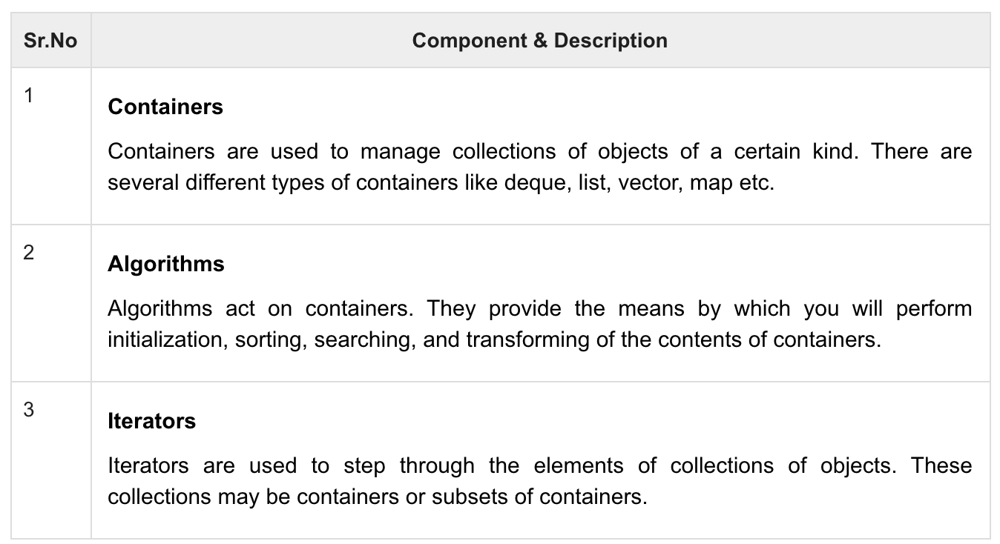 Sr.No Component & Description
1
Containers
Containers are used to manage collections of objects of a certain kind. There are
several different types of containers like deque, list, vector, map etc.
2
Algorithms
Algorithms act on containers. They provide the means by which you will perform
initialization, sorting, searching, and transforming of the contents of containers.
3
Iterators
Iterators are used to step through the elements of collections of objects. These
collections may be containers or subsets of containers.